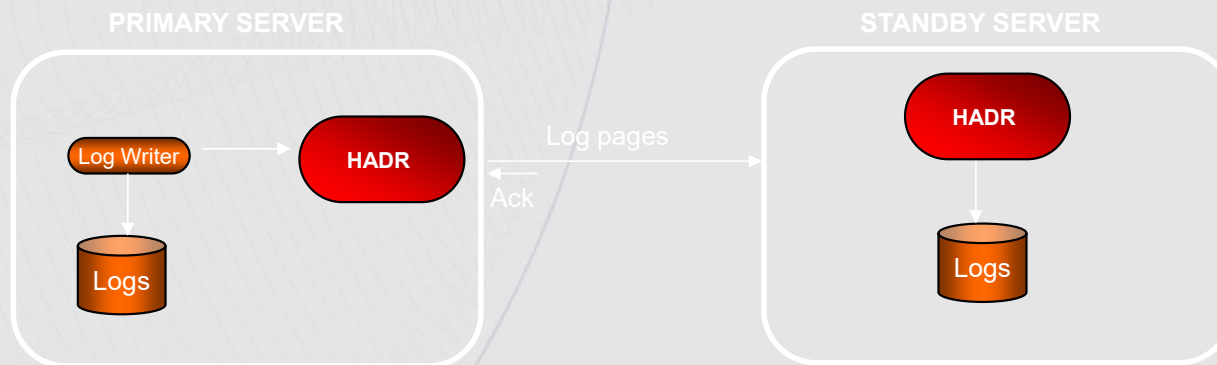 PRIMARY SERVER
STANDBY SERVER
Log Writer
HADR
Logs
Log pages
Ack
HADR
Logs